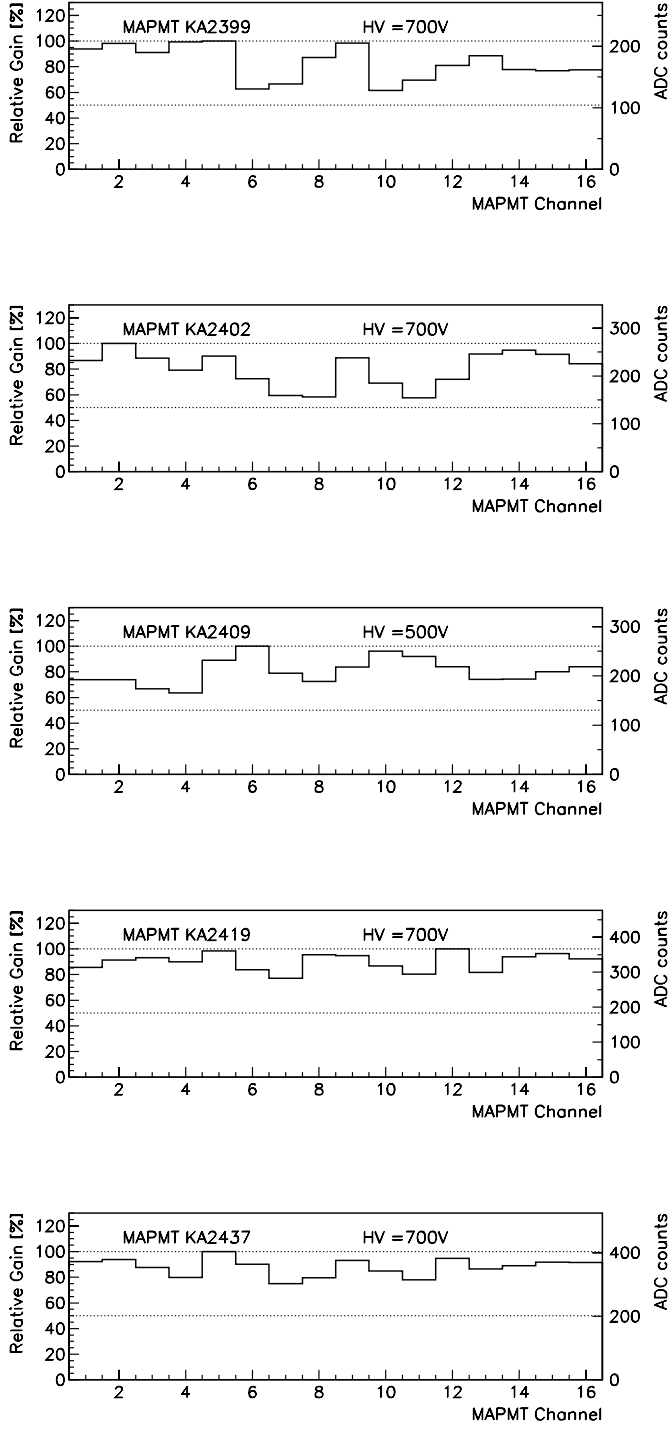 MAPMT KA2399 HV =700V
Relative Gain [%]
120
100
80
60
40
20
0
200
100
0
ADC counts
2 4 6 8 10 12 14 16
MAPMT Channel
MAPMT KA2402 HV =700V
Relative Gain [%]
120
100
80
60
40
20
0
300
200
100
0
ADC counts
2 4 6 8 10 12 14 16
MAPMT Channel
MAPMT KA2409 HV =500V
Relative Gain [%]
120
100
80
60
40
20
0
300
200
100
0
ADC counts
2 4 6 8 10 12 14 16
MAPMT Channel
MAPMT KA2419 HV =700V
Relative Gain [%]
120
100
80
60
40
20
0
400
300
200
100
0
ADC counts
2 4 6 8 10 12 14 16
MAPMT Channel
MAPMT KA2437 HV =700V
Relative Gain [%]
120
100
80
60
40
20
0
400
200
0
ADC counts
2 4 6 8 10 12 14 16
MAPMT Channel